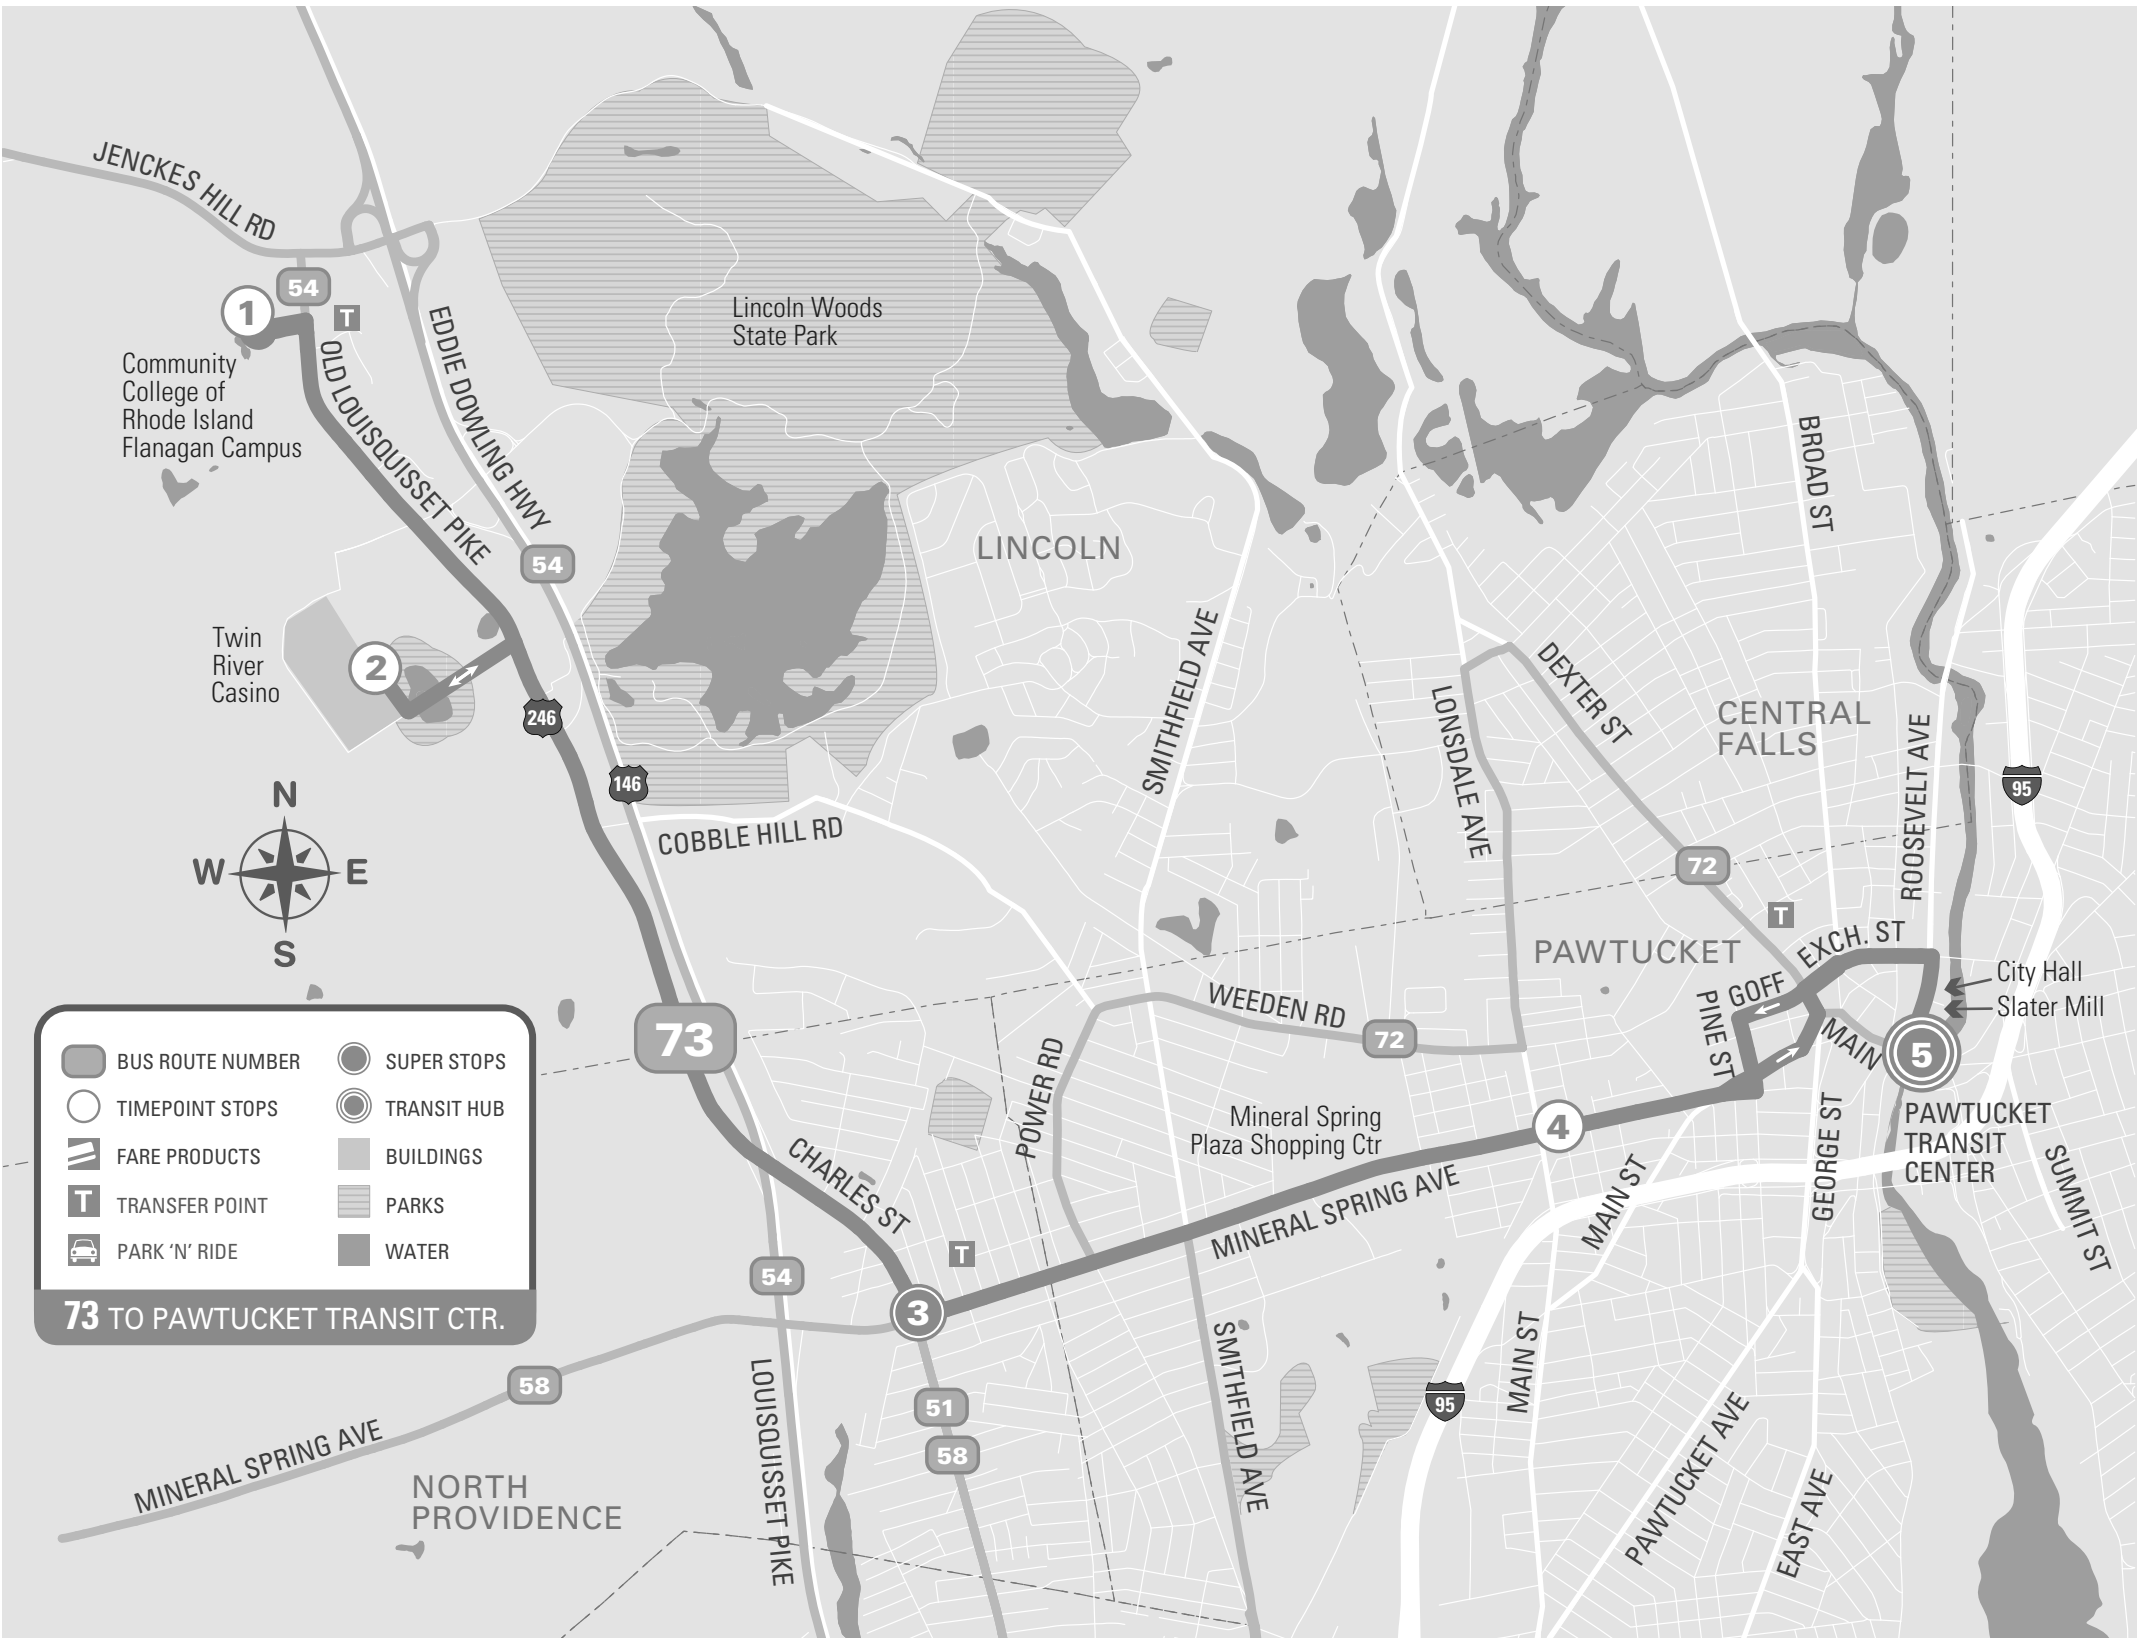 JENCKES HILL RD
54
1
T
Community
College of
Rhode Island
Flanagan Campus
OLD LOUISQUISSET PIKE
EDDIE DOWLING HWY
54
Lincoln Woods
State Park
LINCOLN
Twin
River
Casino
2
246
146
COBBLE HILL RD
SMITHFIELD AVE
LONSDALE AVE
DEXTER ST
BROAD ST
CENTRAL
FALLS
ROOSEVELT AVE
95
72
T
N
W
E
S
PAWTUCKET
EXCH. ST
GOFF
PINE ST
MAIN
City Hall
Slater Mill
5
PAWTUCKET
TRANSIT
CENTER
73
WEEDEN RD
72
POWER RD
Mineral Spring
Plaza Shopping Ctr
4
MINERAL SPRING AVE
MAIN ST
GEORGE ST
SUMMIT ST
CHARLES ST
T
3
54
BUS ROUTE NUMBER
SUPER STOPS
TIMEPOINT STOPS
TRANSIT HUB
FARE PRODUCTS
BUILDINGS
T
TRANSFER POINT
PARKS
PARK ‘N’ RIDE
WATER
73 TO PAWTUCKET TRANSIT CTR.
58
MINERAL SPRING AVE
NORTH
PROVIDENCE
LOUISQUISSET PIKE
51
58
SMITHFIELD AVE
95
MAIN ST
PAWTUCKET AVE
EAST AVE